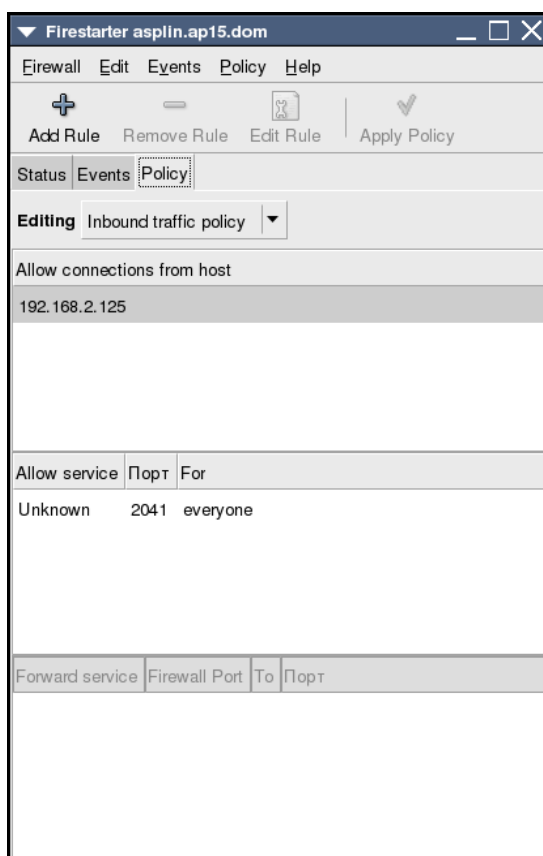 Firestarter asplin.ap15.dom
Firewall Edit Events Policy Help
Add Rule Remove Rule Edit Rule Apply Policy
Status Events Policy
Editing Inbound traffic policy
Allow connections from host
192.168.2.125
Allow service Порт For
Unknown 2041 everyone
Forward service Firewall Port To Порт